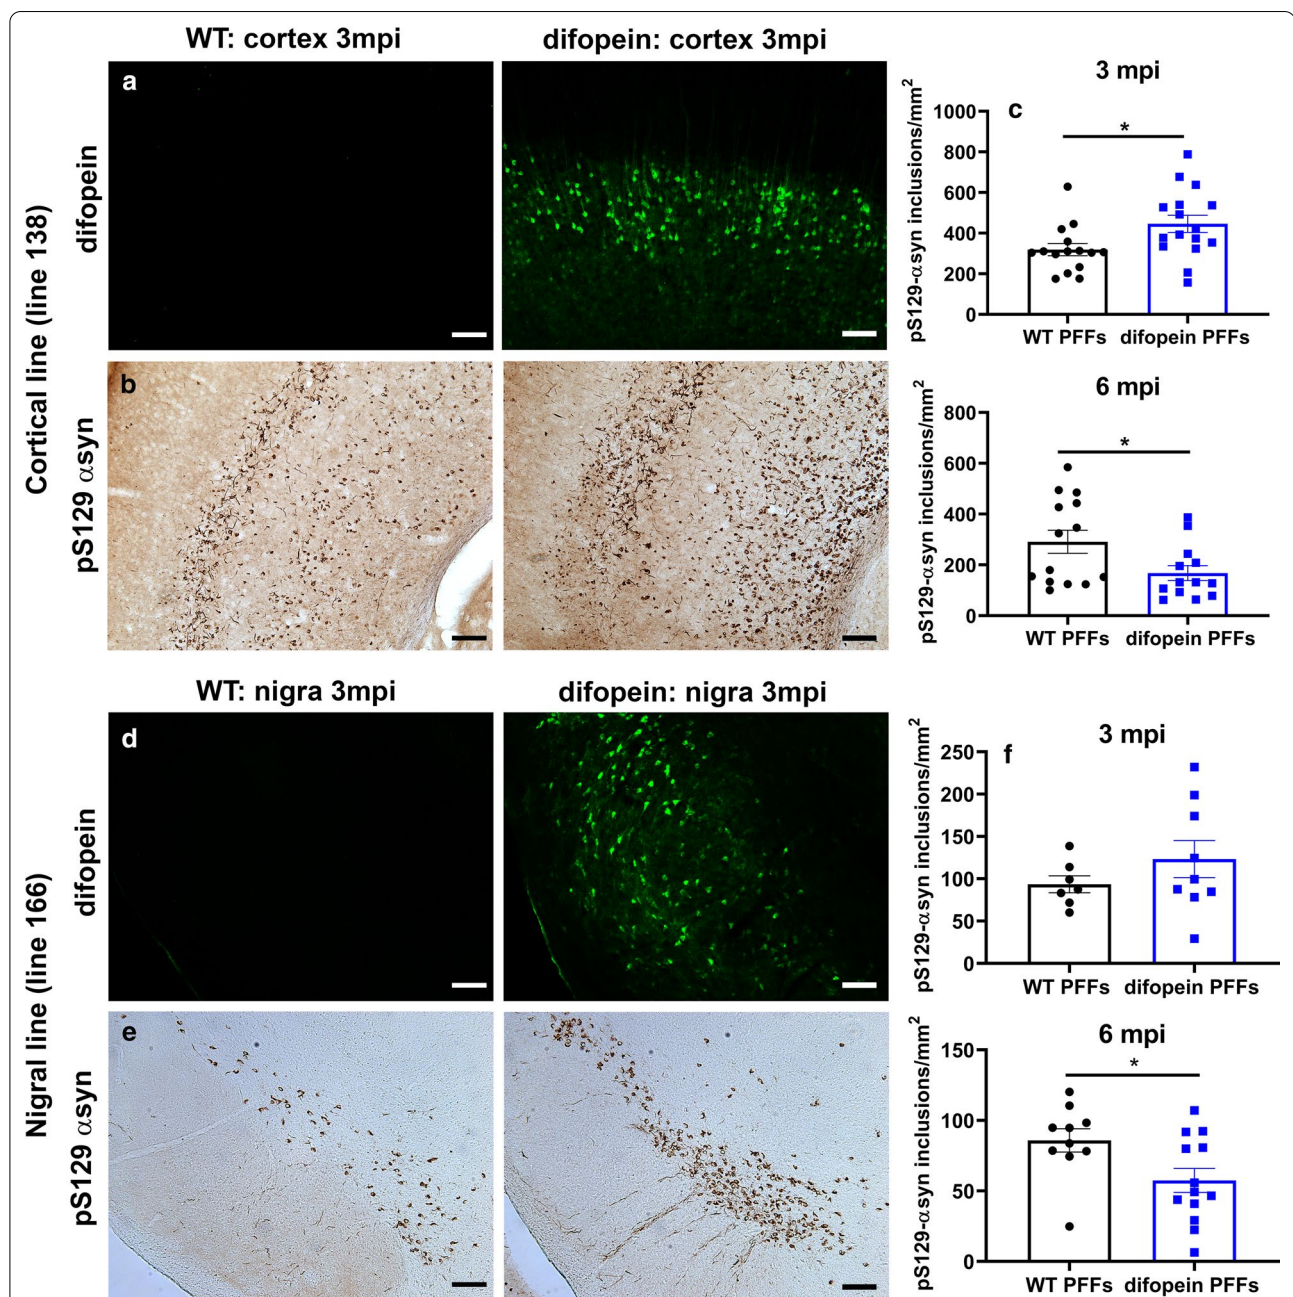 WT: cortex 3mpi
difopein: cortex 3mpi
Cortical line (line 138)
difopein
a
pS129 αsyn
b
c
3 mpi
pS129-αsyn inclusions/mm²
1000
800
600
400
200
0
*
WT PFFs
difopein PFFs
6 mpi
pS129-αsyn inclusions/mm²
800
600
400
200
0
*
WT PFFs
difopein PFFs
WT: nigra 3mpi
difopein: nigra 3mpi
Nigral line (line 166)
difopein
d
pS129 αsyn
e
f
3 mpi
pS129-αsyn inclusions/mm²
250
200
150
100
50
0
WT PFFs
difopein PFFs
6 mpi
pS129-αsyn inclusions/mm²
150
100
50
0
*
WT PFFs
difopein PFFs